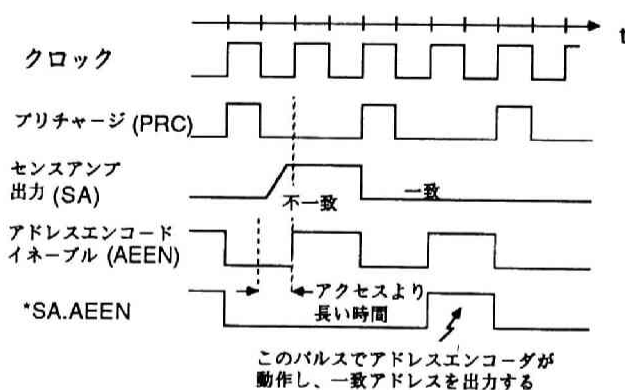 t
クロック
プリチャージ (PRC)
センスアンプ
出力 (SA)
不一致
一致
アドレスエンコード
イネーブル (AEEN)
アクセスより
長い時間
*SA.AEEN
このパルスでアドレスエンコーダが
動作し、一致アドレスを出力する